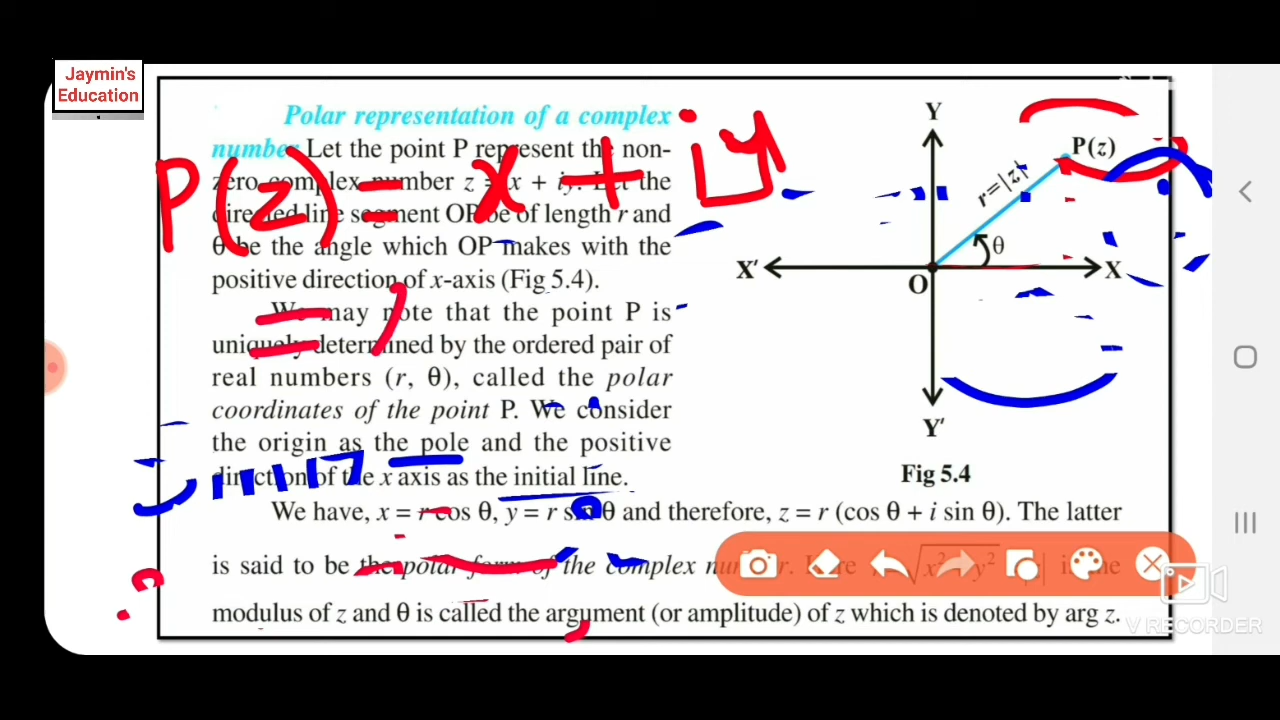 Jaymin's
Education
Polar representation of a complex
number Let the point P represent the non-
zero complex number z = x + iy. Let the
directed line segment OP be of length r and
θ be the angle which OP makes with the
positive direction of x-axis (Fig 5.4).
We may note that the point P is
uniquely determined by the ordered pair of
real numbers (r, θ), called the polar
coordinates of the point P. We consider
the origin as the pole and the positive
direction of the x axis as the initial line.
We have, x = r cos θ, y = r sin θ and therefore, z = r (cos θ + i sin θ). The latter
is said to be the polar form of the complex number. Here r = √x² + y² = |z| is the
modulus of z and θ is called the argument (or amplitude) of z which is denoted by arg z.
P(z) = x + iy
=
Y
P(z)
r=|z|
θ
X'
O
X
Y'
Fig 5.4
V RECORDER